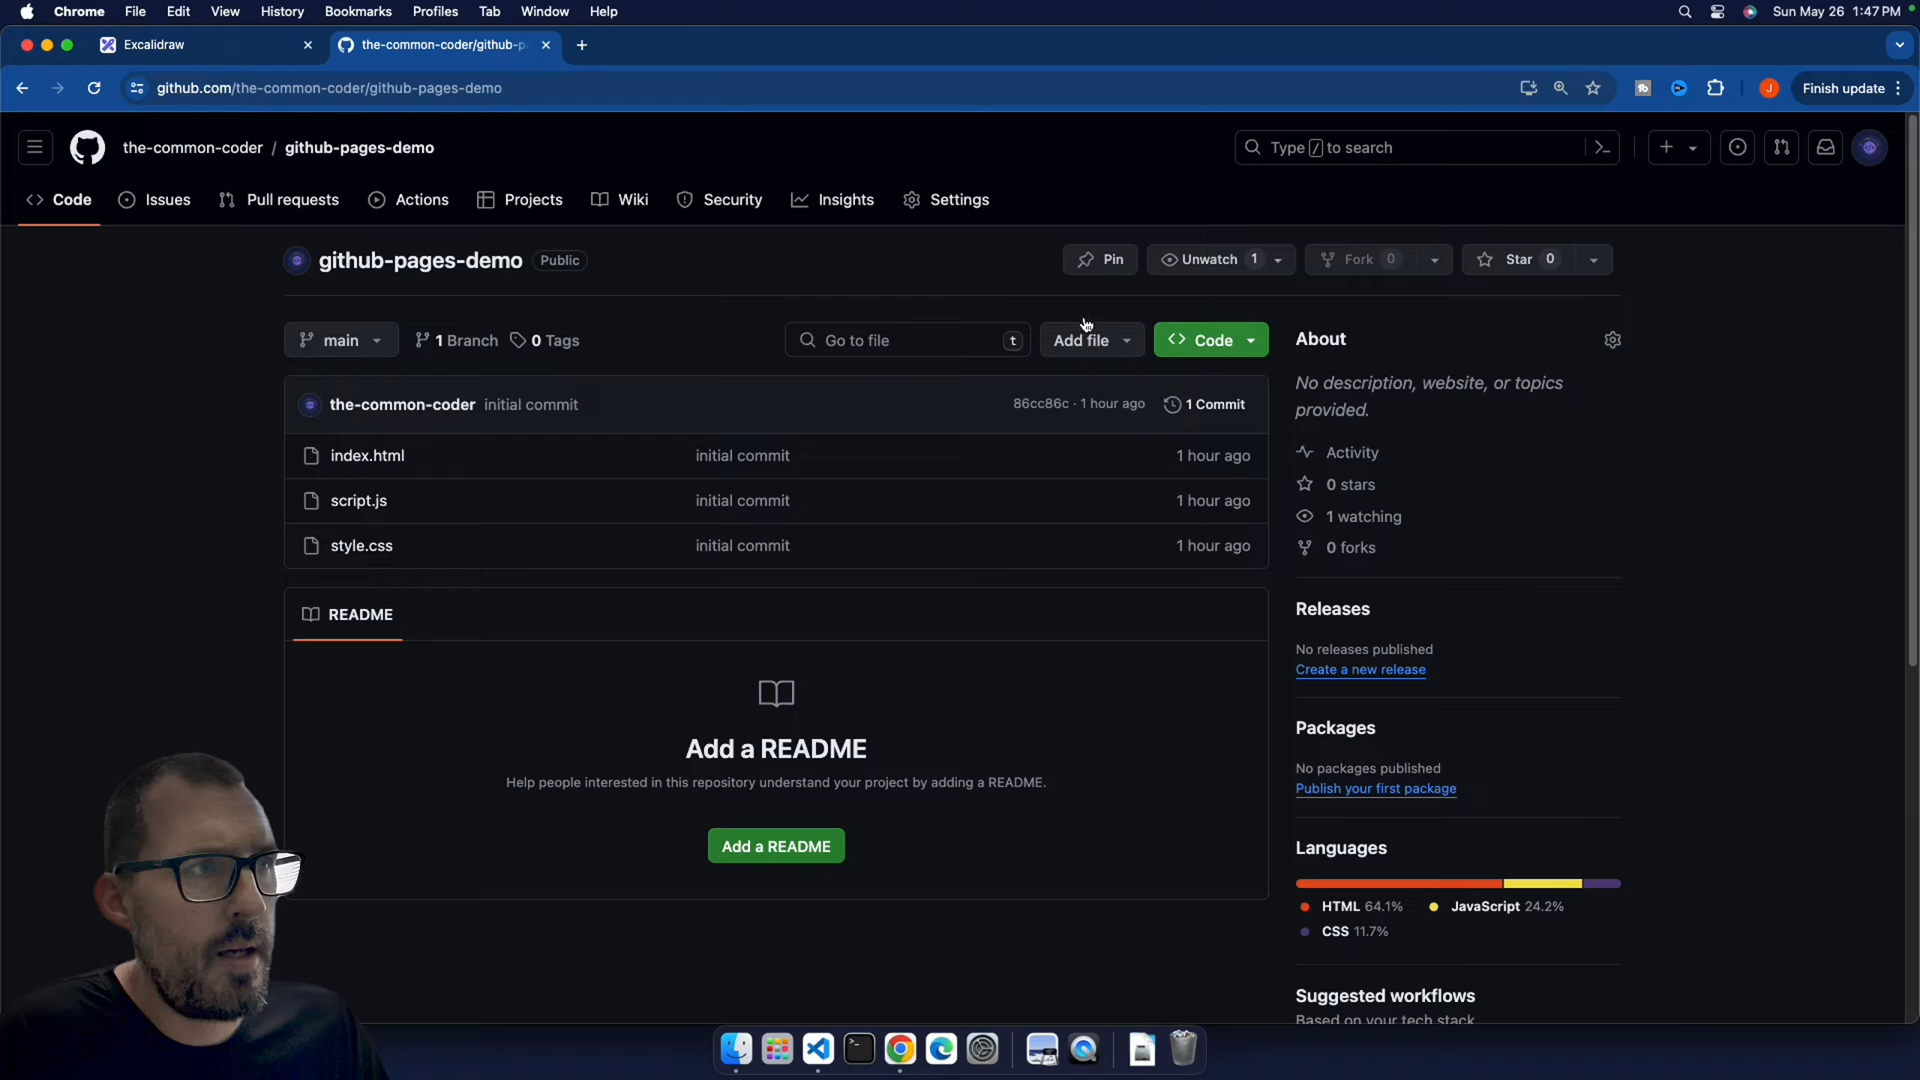 Chrome File Edit View History Bookmarks Profiles Tab Window Help Sun May 26 1:47 PM
Excalidraw the-common-coder/github-p
github.com/the-common-coder/github-pages-demo Finish update
the-common-coder / github-pages-demo Type / to search
Code Issues Pull requests Actions Projects Wiki Security Insights Settings
github-pages-demo Public Pin Unwatch 1 Fork 0 Star 0
main 1 Branch 0 Tags Go to file t Add file Code
the-common-coder initial commit 86cc86c · 1 hour ago 1 Commit
index.html initial commit 1 hour ago
script.js initial commit 1 hour ago
style.css initial commit 1 hour ago
README
Add a README
Help people interested in this repository understand your project by adding a README.
Add a README
About
No description, website, or topics
provided.
Activity
0 stars
1 watching
0 forks
Releases
No releases published
Create a new release
Packages
No packages published
Publish your first package
Languages
HTML 64.1% JavaScript 24.2%
CSS 11.7%
Suggested workflows
Based on your tech stack